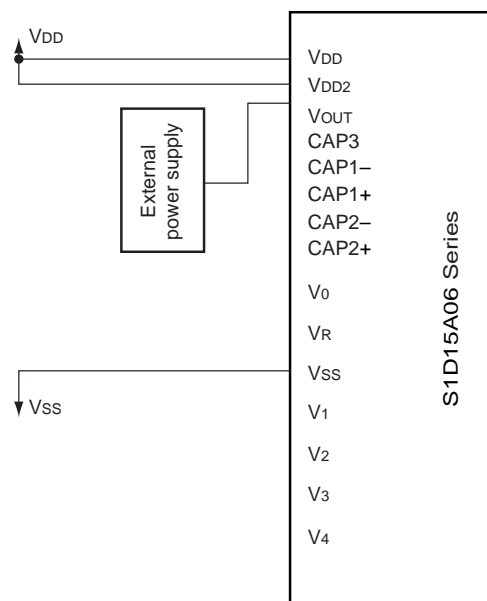 VDD
VDD
VDD2
VOUT
CAP3
CAP1–
CAP1+
CAP2–
CAP2+
External
power supply
V0
VR
VSS
VSS
V1
V2
V3
V4
S1D15A06 Series